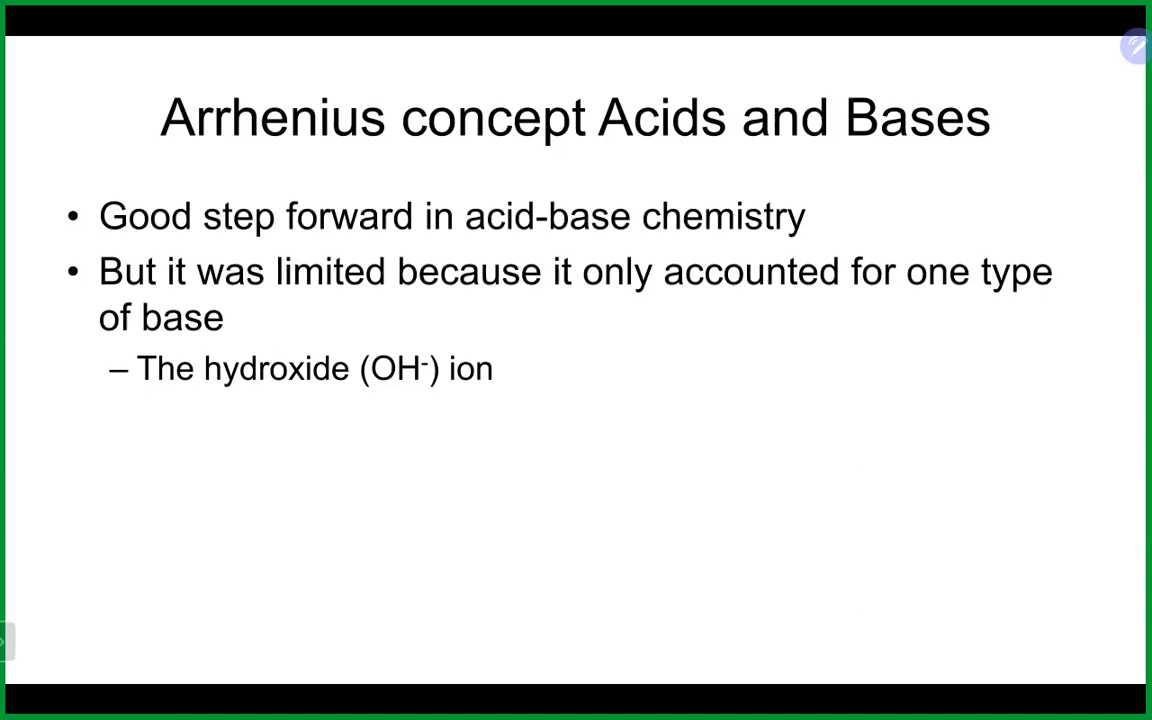 Arrhenius concept Acids and Bases
• Good step forward in acid-base chemistry
• But it was limited because it only accounted for one type
of base
– The hydroxide (OH⁻) ion